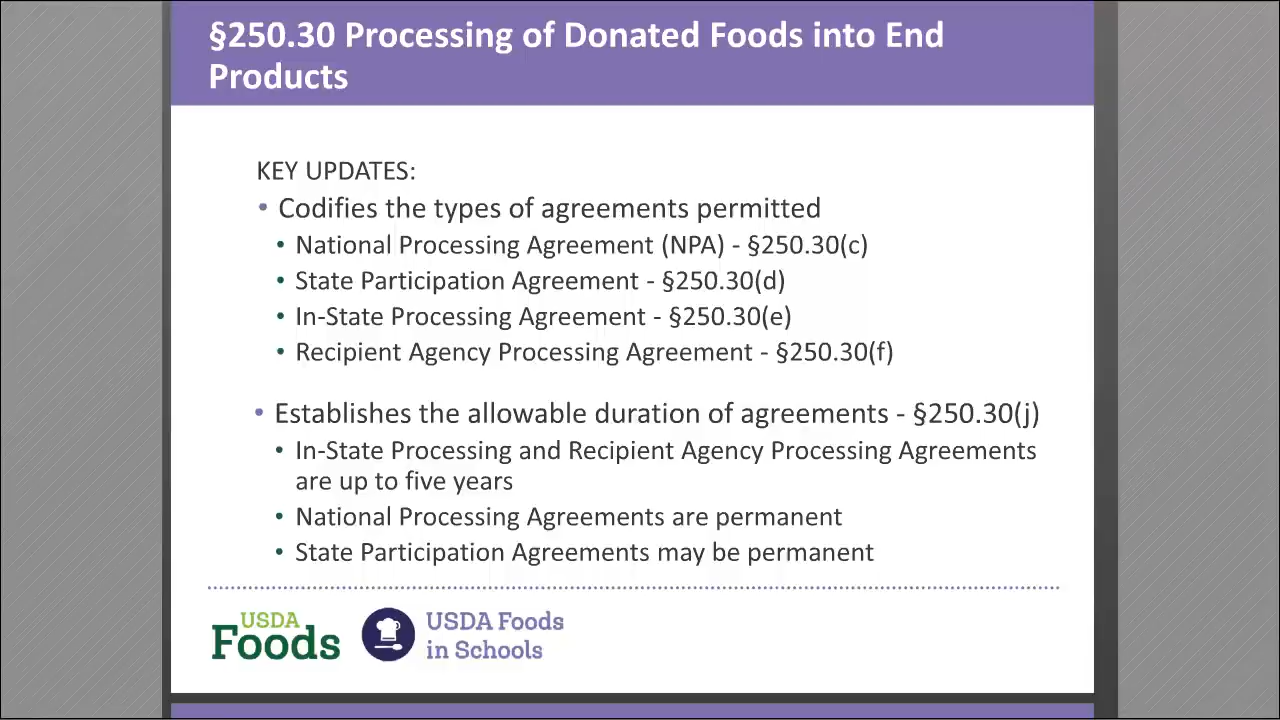 §250.30 Processing of Donated Foods into End
Products
KEY UPDATES:
• Codifies the types of agreements permitted
• National Processing Agreement (NPA) - §250.30(c)
• State Participation Agreement - §250.30(d)
• In-State Processing Agreement - §250.30(e)
• Recipient Agency Processing Agreement - §250.30(f)
• Establishes the allowable duration of agreements - §250.30(j)
• In-State Processing and Recipient Agency Processing Agreements
are up to five years
• National Processing Agreements are permanent
• State Participation Agreements may be permanent
USDA
Foods
USDA Foods
in Schools